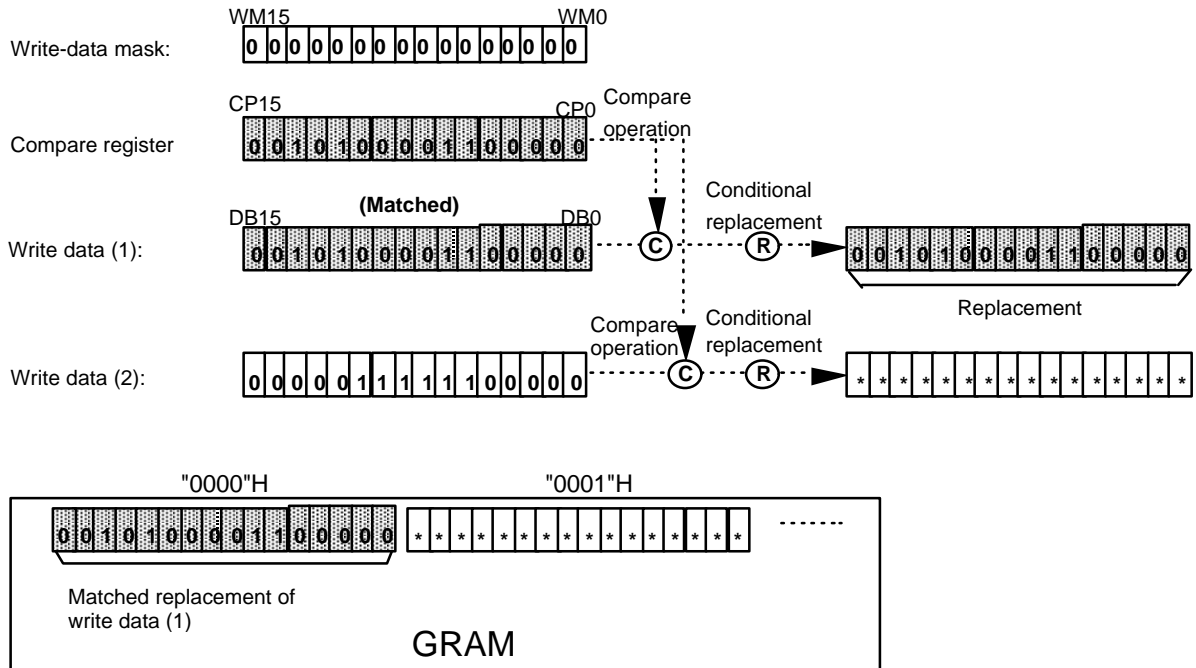 WM15 WM0
Write-data mask: 0 0 0 0 0 0 0 0 0 0 0 0 0 0 0 0
CP15 CP0 Compare
operation
Compare register 0 0 1 0 1 0 0 0 0 1 1 0 0 0 0 0
(Matched) Conditional
DB15 DB0 replacement
Write data (1): 0 0 1 0 1 0 0 0 0 1 1 0 0 0 0 0 C R 0 0 1 0 1 0 0 0 0 1 1 0 0 0 0 0
Replacement
Compare Conditional
operation replacement
Write data (2): 0 0 0 0 0 1 1 1 1 1 1 0 0 0 0 0 C R * * * * * * * * * * * * * * * *
"0000"H "0001"H
0 0 1 0 1 0 0 0 0 1 1 0 0 0 0 0 * * * * * * * * * * * * * * * *
Matched replacement of
write data (1)
GRAM